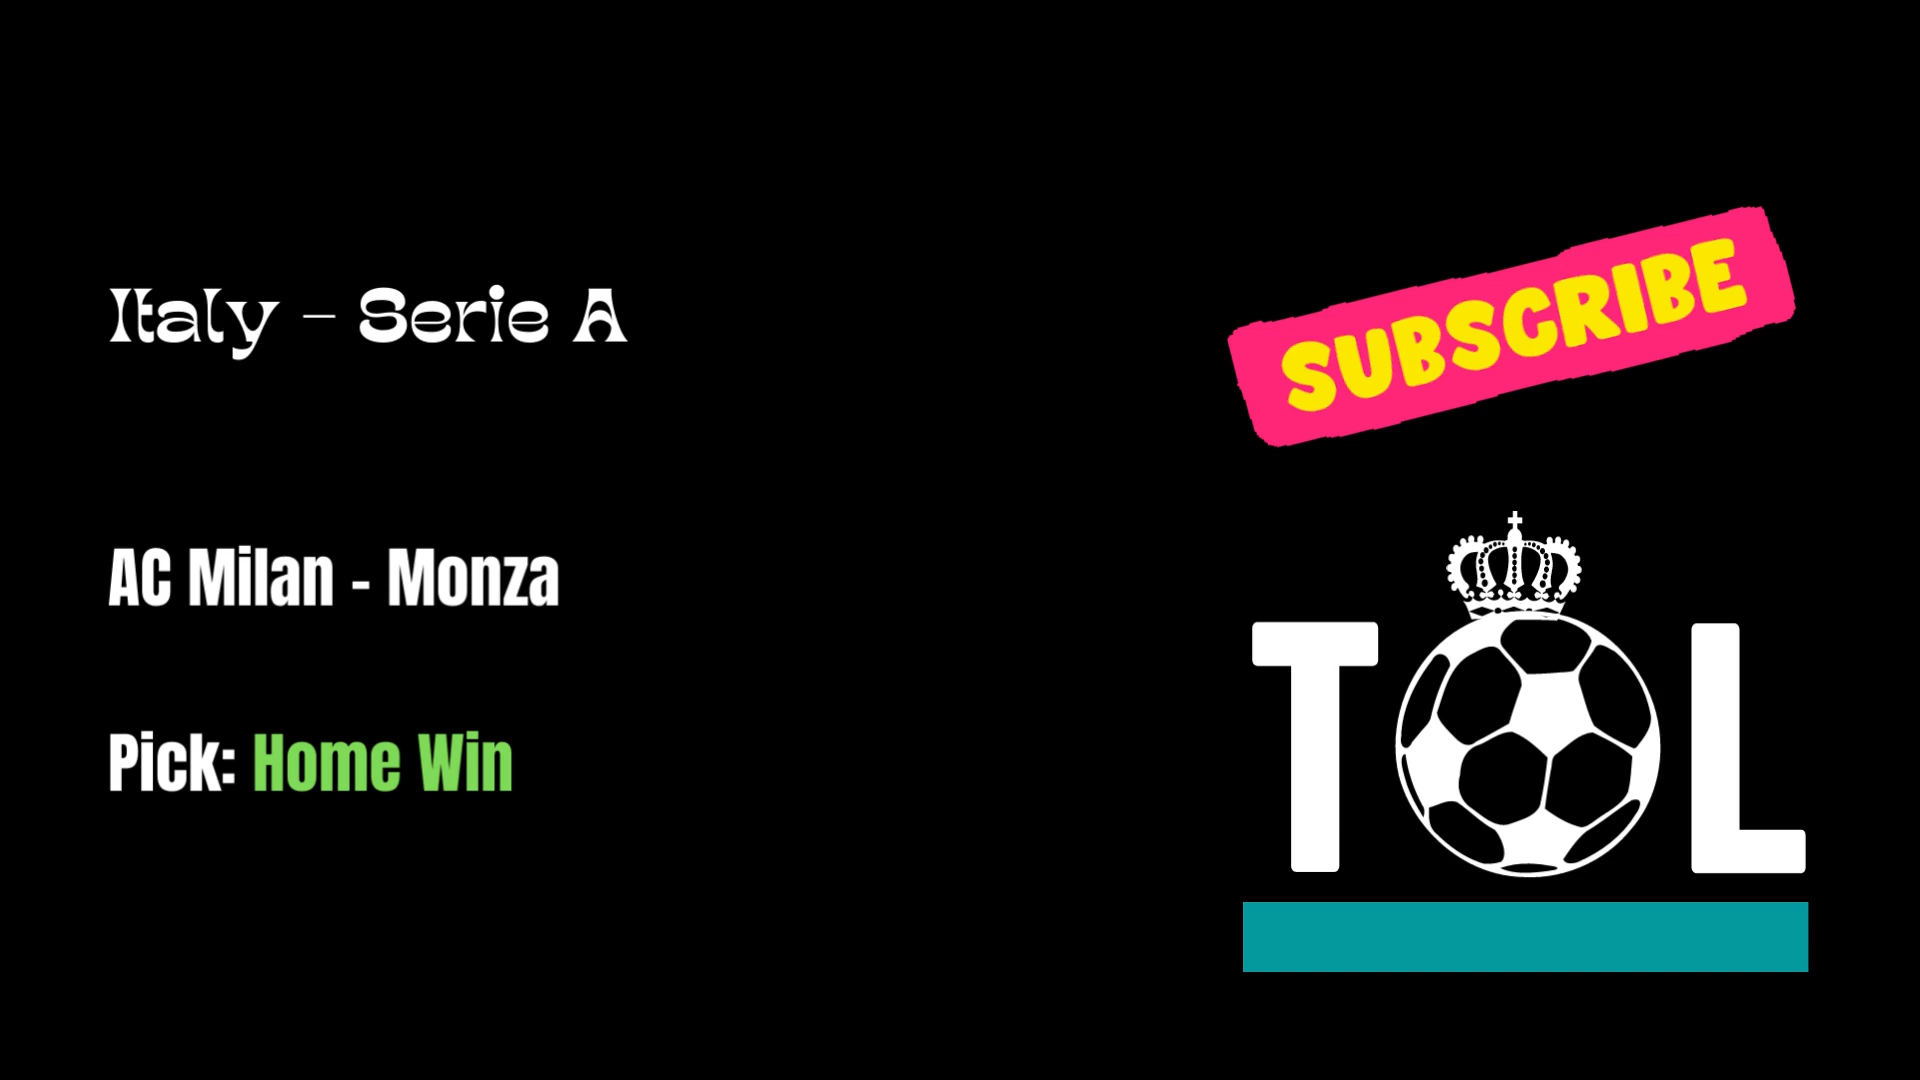 Italy - Serie A
AC Milan - Monza
Pick: Home Win
SUBSCRIBE
TOL